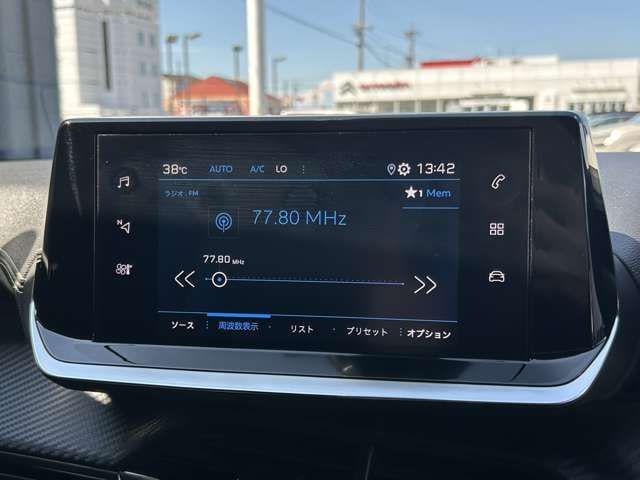 38°C AUTO A/C LO 13:42
ラジオ : FM
★1 Mem
77.80 MHz
77.80 MHz
ソース 周波数表示 リスト プリセット オプション
N